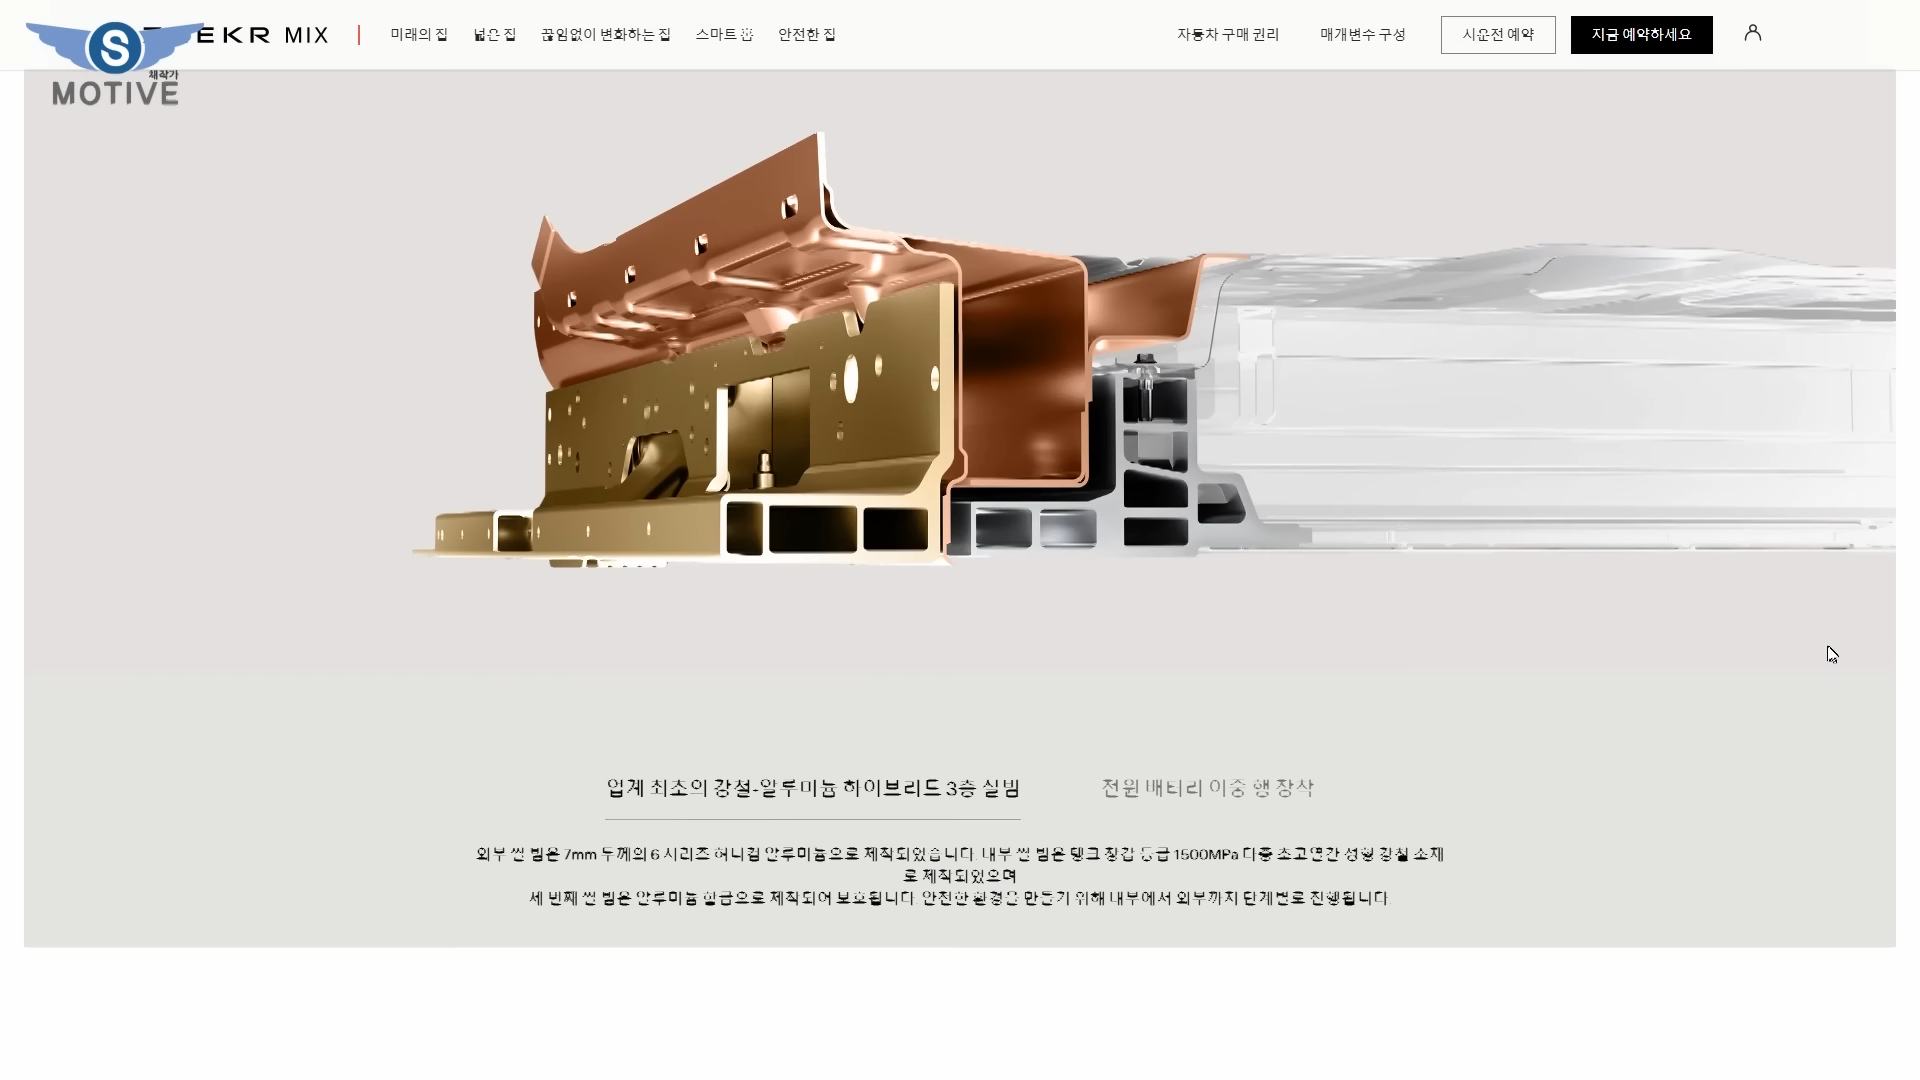 EKR MIX
미래의 집
넓은 집
끊임없이 변화하는 집
스마트 홈
안전한 집
자동차 구매 권리
매개변수 구성
시운전 예약
지금 예약하세요
S
채작가
MOTIVE
업계 최초의 강철-알루미늄 하이브리드 3층 실빔
전원 배터리 이중 행 장착
외부 씰 빔은 7mm 두께의 6 시리즈 허니컴 알루미늄으로 제작되었습니다. 내부 씰 빔은 탱크 장갑 등급 1500MPa 다중 초고열간 성형 강철 소재
로 제작되었으며
세 번째 씰 빔은 알루미늄 합금으로 제작되어 보호됩니다. 안전한 환경을 만들기 위해 내부에서 외부까지 단계별로 진행됩니다.